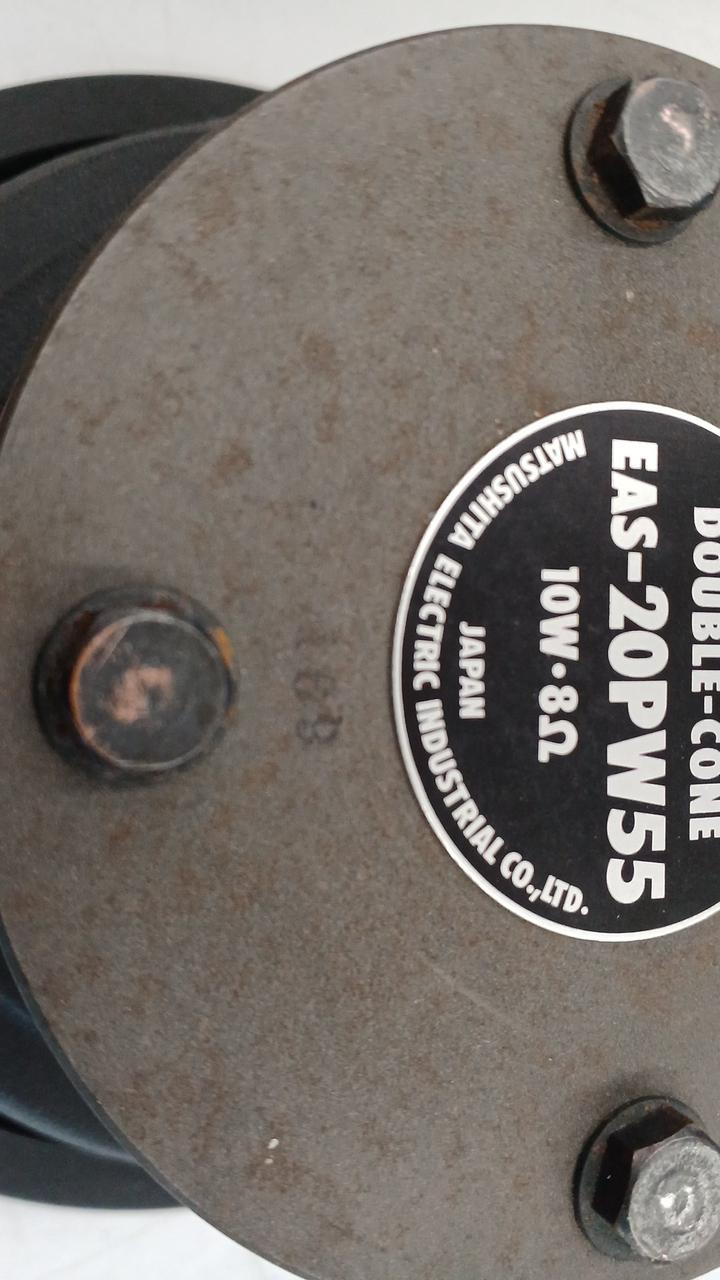 DOUBLE-CONE
EAS-20PW55
10W·8Ω
JAPAN
MATSUSHITA ELECTRIC INDUSTRIAL CO.,LTD.